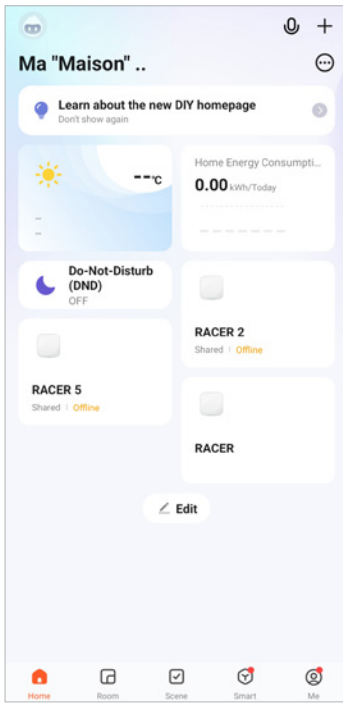 Ma "Maison" ..
Learn about the new DIY homepage
Don't show again
--°C
--
--
Home Energy Consumpti...
0.00 kWh/Today
Do-Not-Disturb
(DND)
OFF
RACER 2
Shared | Offline
RACER 5
Shared | Offline
RACER
Edit
Home Room Scene Smart Me